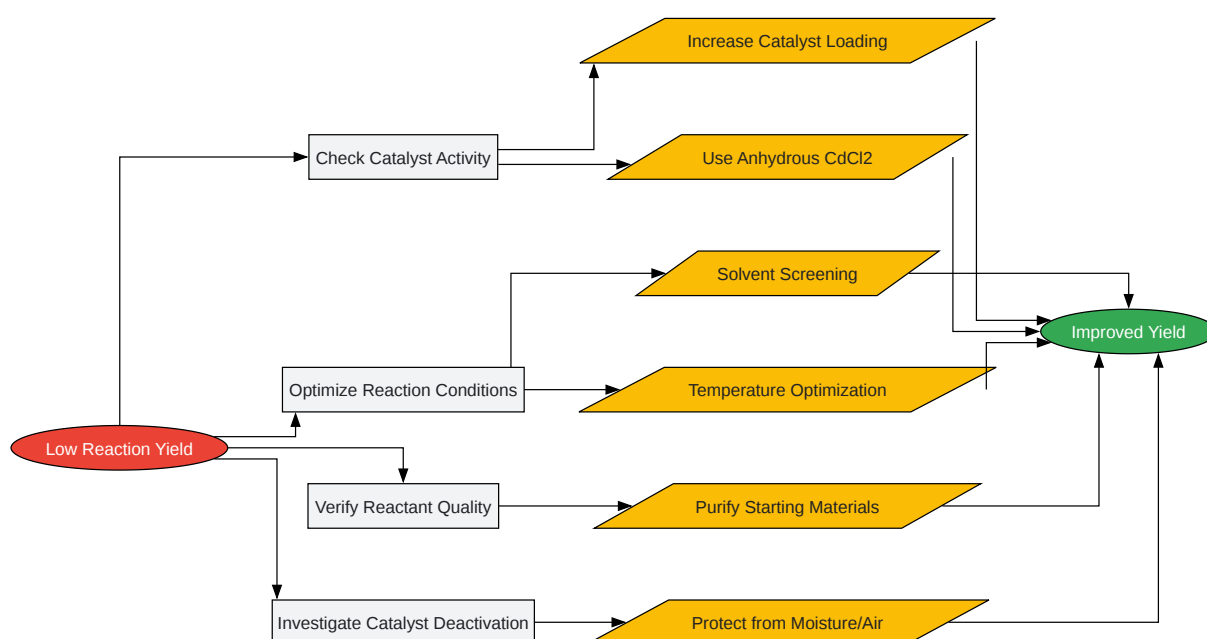 Increase Catalyst Loading
Check Catalyst Activity
Use Anhydrous CdCl2
Solvent Screening
Improved Yield
Optimize Reaction Conditions
Temperature Optimization
Low Reaction Yield
Verify Reactant Quality
Purify Starting Materials
Investigate Catalyst Deactivation
Protect from Moisture/Air